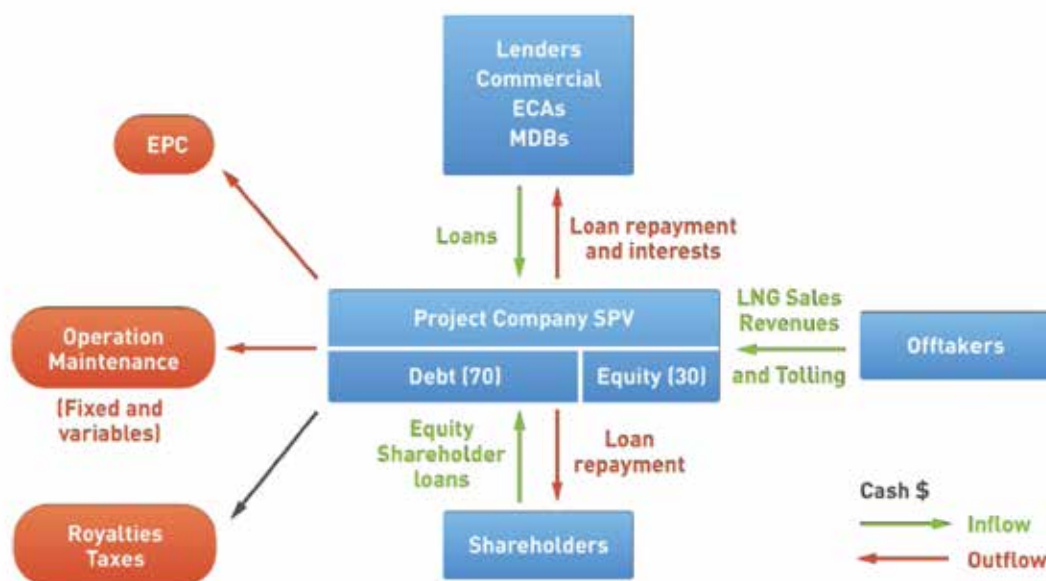 Lenders
Commercial
ECAs
MDBs
EPC
Loans
Loan repayment
and interests
Project Company SPV
Debt (70)
Equity (30)
LNG Sales
Revenues
and Tolling
Offtakers
Operation
Maintenance
(Fixed and
variables)
Equity
Shareholder
loans
Loan
repayment
Royalties
Taxes
Shareholders
Cash $
Inflow
Outflow